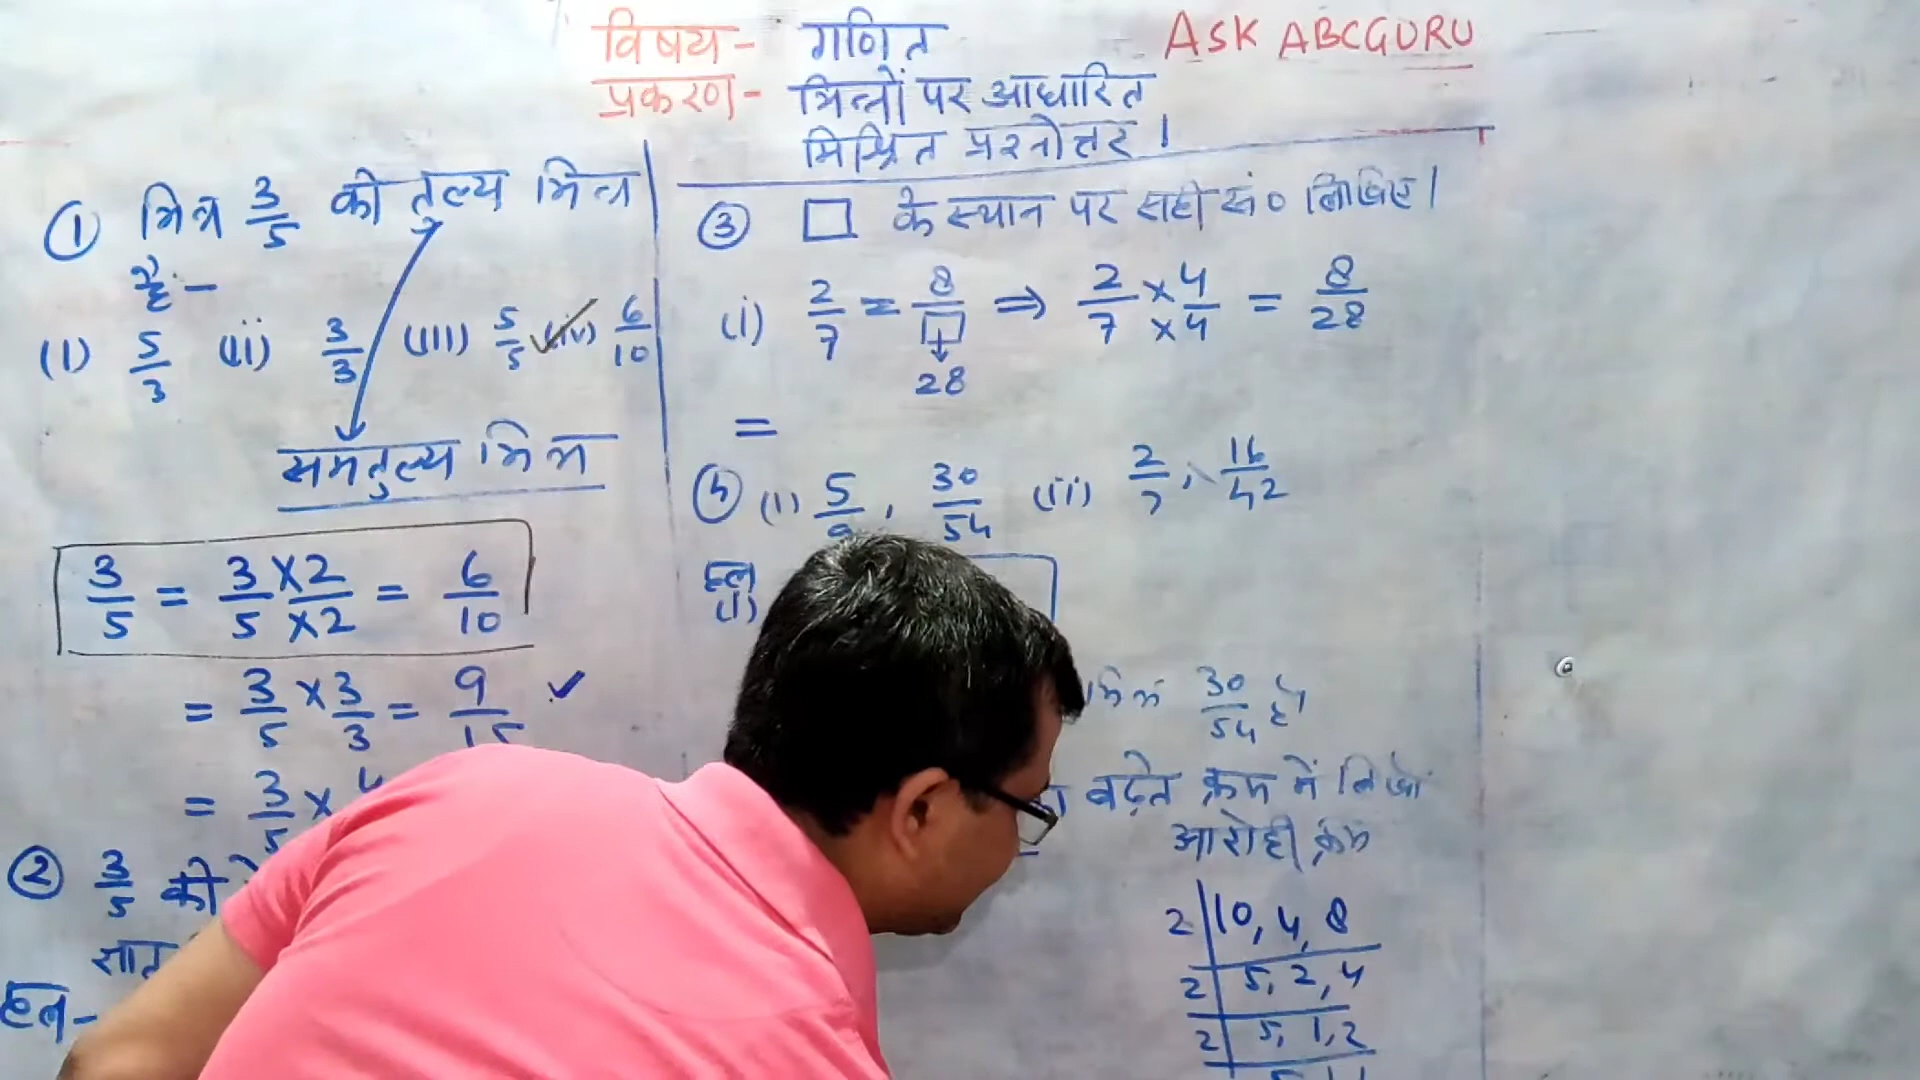 विषय - गणित
ASK ABCGURU
प्रकरण - भिन्नों पर आधारित
मिश्रित प्रश्नोत्तर ।
① भिन्न 3/5 की तुल्य भिन्न
है -
(i) 5/3 (ii) 3/3 (iii) 5/5 (iv) 6/10
समतुल्य भिन्न
3/5 = 3×2/5×2 = 6/10
= 3/5 × 3/3 = 9/15 ✓
= 3/5 ×
② 3/5 की
सात
हल -
③ □ के स्थान पर सही सं० लिखिए।
(i) 2/7 = 8/□ ⇒ 2×4/7×4 = 8/28
28
=
(i) 5/9 , 30/54 (ii) 2/7 , 16/42
हल
(i)
भिन्न 30/54 है।
बढ़ते क्रम में लिखो
आरोही क्रम
2 | 10, 4, 8
2 | 5, 2, 4
2 | 5, 1, 2